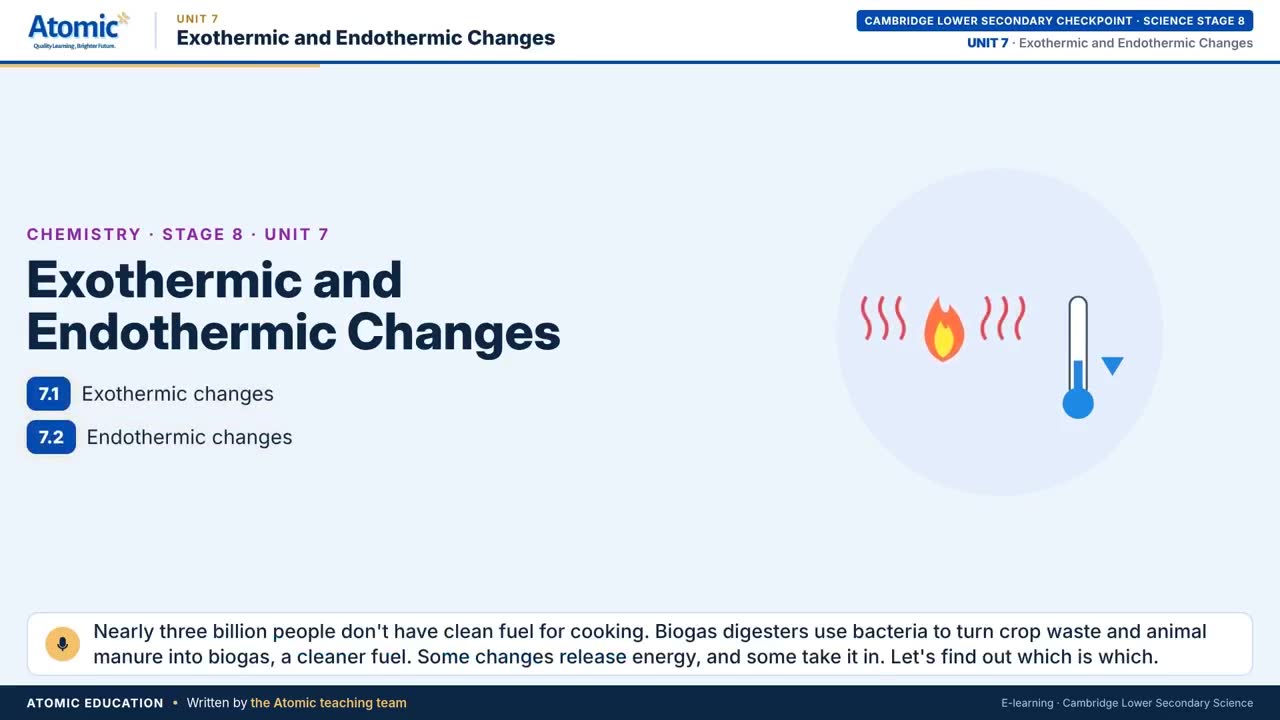 Atomic
Quality Learning, Brighter Future.
UNIT 7
Exothermic and Endothermic Changes
CAMBRIDGE LOWER SECONDARY CHECKPOINT · SCIENCE STAGE 8
UNIT 7 · Exothermic and Endothermic Changes
CHEMISTRY · STAGE 8 · UNIT 7
Exothermic and
Endothermic Changes
7.1 Exothermic changes
7.2 Endothermic changes
Nearly three billion people don't have clean fuel for cooking. Biogas digesters use bacteria to turn crop waste and animal
manure into biogas, a cleaner fuel. Some changes release energy, and some take it in. Let's find out which is which.
ATOMIC EDUCATION • Written by the Atomic teaching team
E-learning · Cambridge Lower Secondary Science